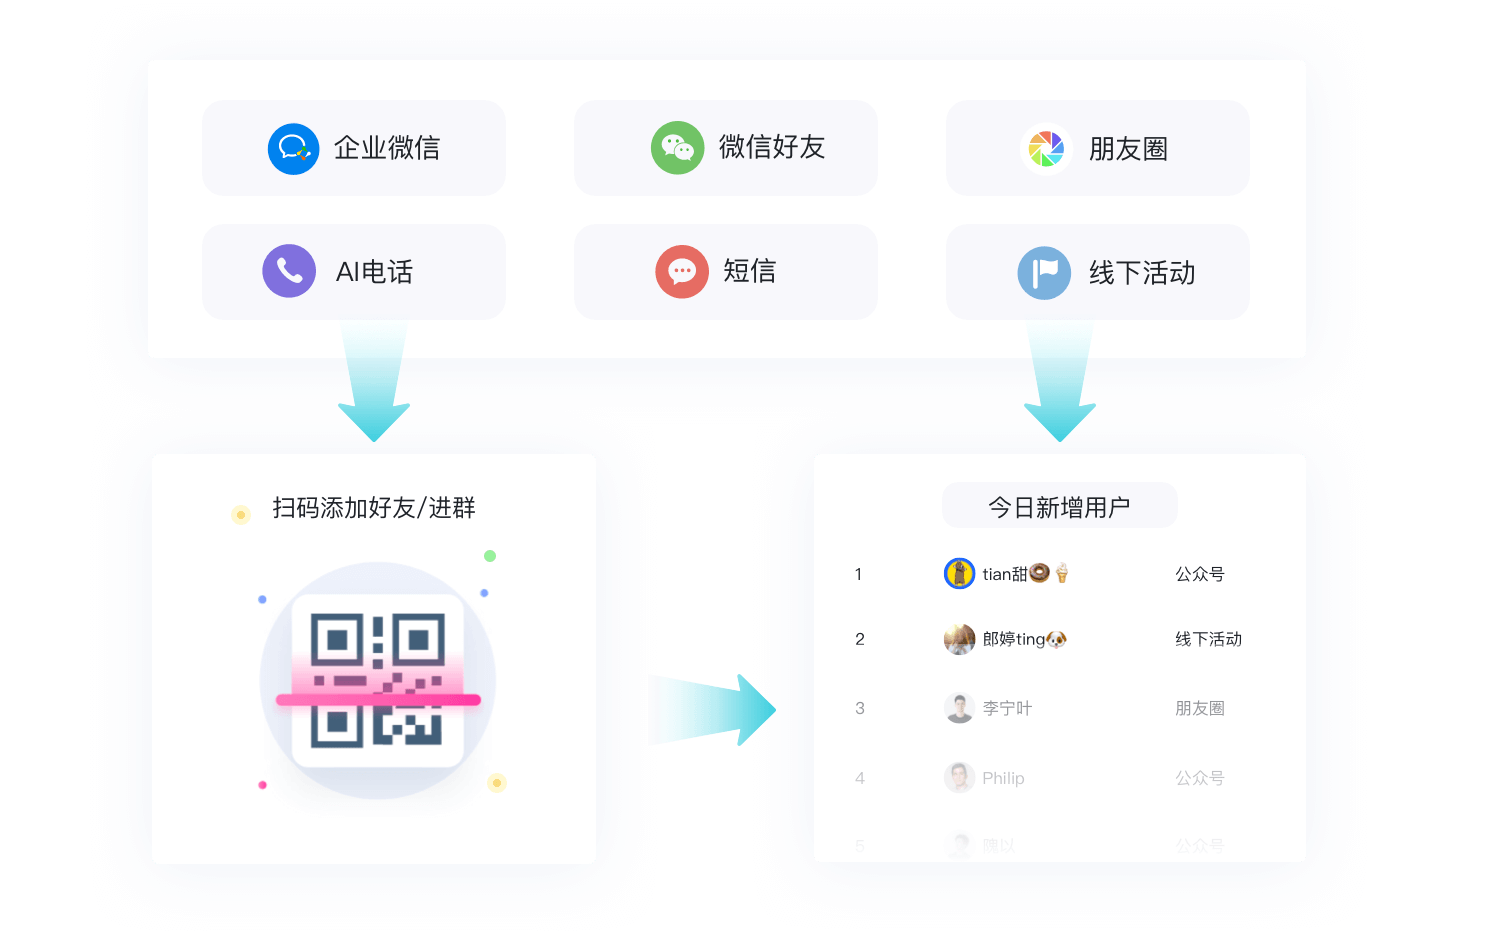 企业微信
微信好友
朋友圈
AI电话
短信
线下活动
扫码添加好友/进群
今日新增用户
1 tian甜🍩🍦 公众号
2 郎婷ting🐶 线下活动
3 李宁叶 朋友圈
4 Philip 公众号
5 陳以 公众号